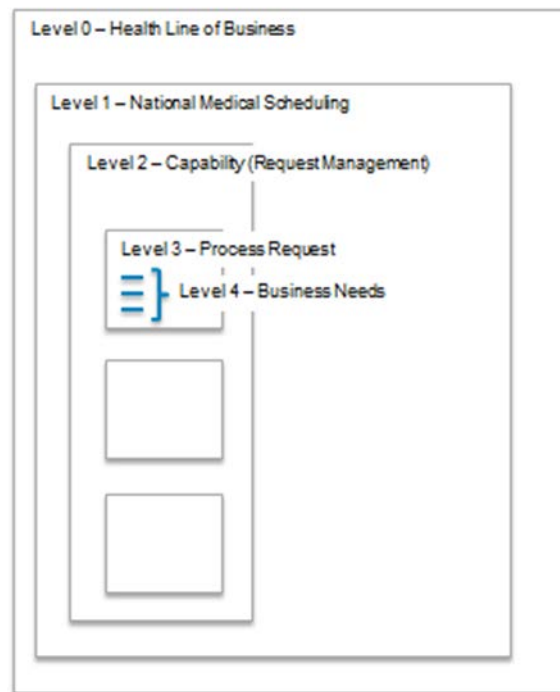 Level 0 – Health Line of Business
Level 1 – National Medical Scheduling
Level 2 – Capability (Request Management)
Level 3 – Process Request
Level 4 – Business Needs